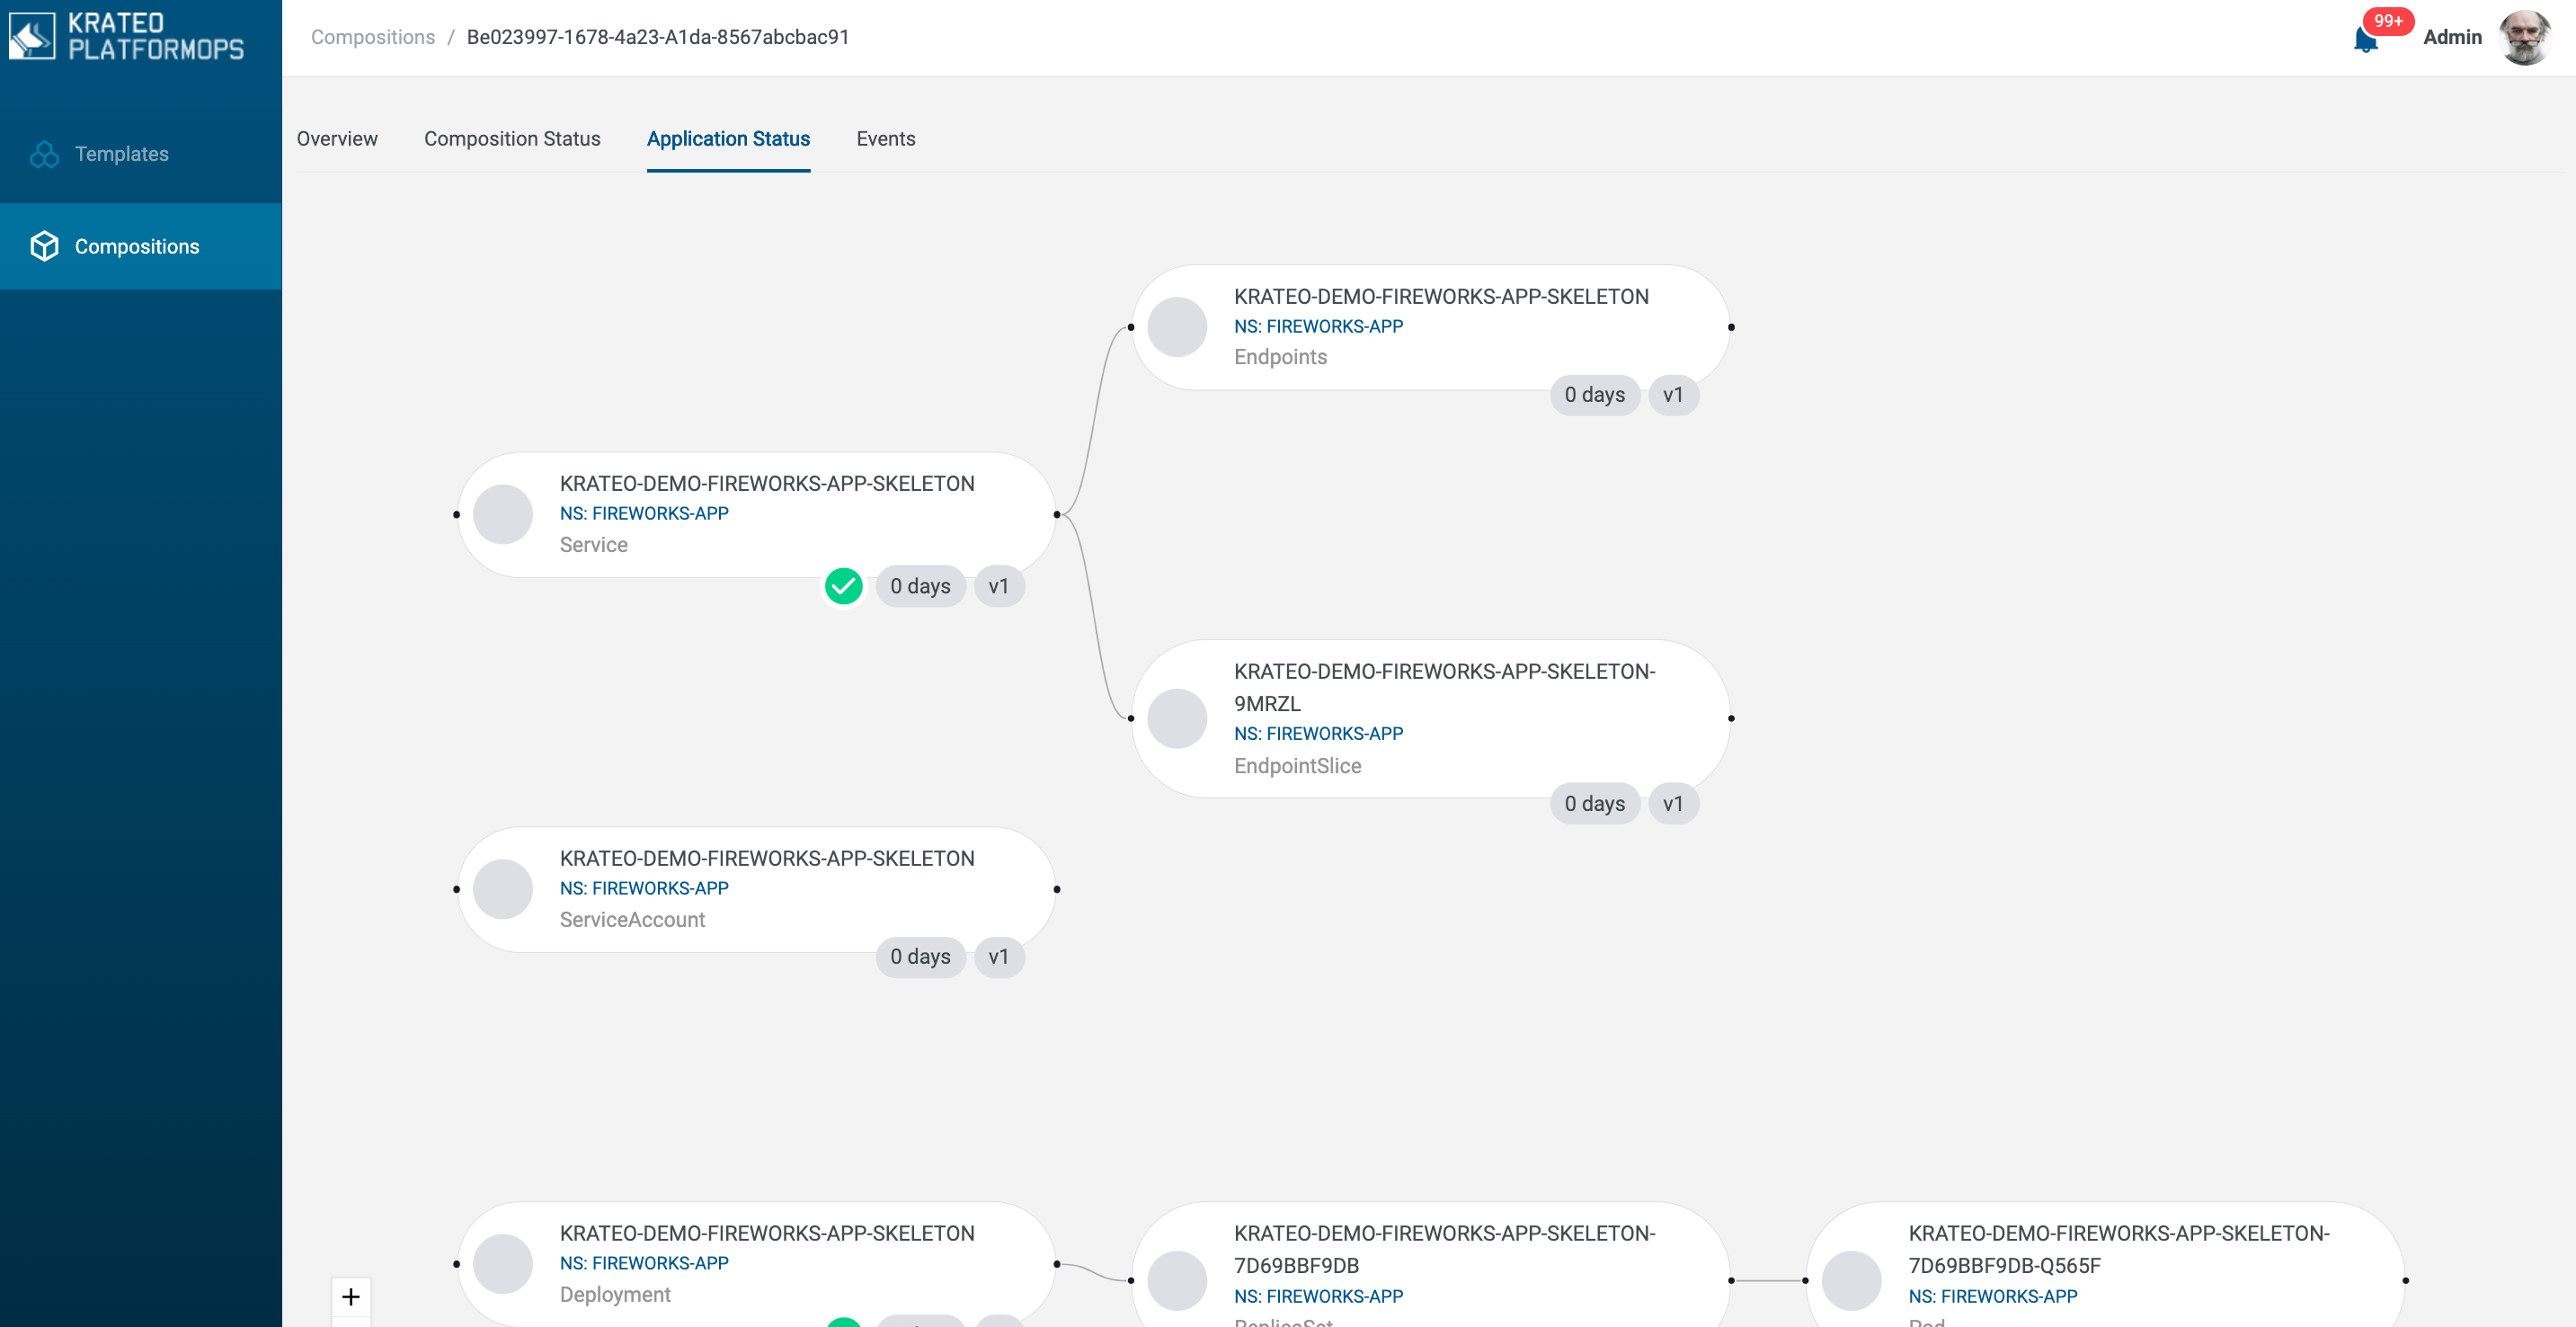 KRATEO
PLATFORMOPS
Templates
Compositions
Compositions / Be023997-1678-4a23-A1da-8567abcbac91
99+
Admin
Overview
Composition Status
Application Status
Events
KRATEO-DEMO-FIREWORKS-APP-SKELETON
NS: FIREWORKS-APP
Endpoints
0 days
v1
KRATEO-DEMO-FIREWORKS-APP-SKELETON
NS: FIREWORKS-APP
Service
0 days
v1
KRATEO-DEMO-FIREWORKS-APP-SKELETON-
9MRZL
NS: FIREWORKS-APP
EndpointSlice
0 days
v1
KRATEO-DEMO-FIREWORKS-APP-SKELETON
NS: FIREWORKS-APP
ServiceAccount
0 days
v1
KRATEO-DEMO-FIREWORKS-APP-SKELETON
NS: FIREWORKS-APP
Deployment
KRATEO-DEMO-FIREWORKS-APP-SKELETON-
7D69BBF9DB
NS: FIREWORKS-APP
ReplicaSet
KRATEO-DEMO-FIREWORKS-APP-SKELETON-
7D69BBF9DB-Q565F
NS: FIREWORKS-APP
Pod
+